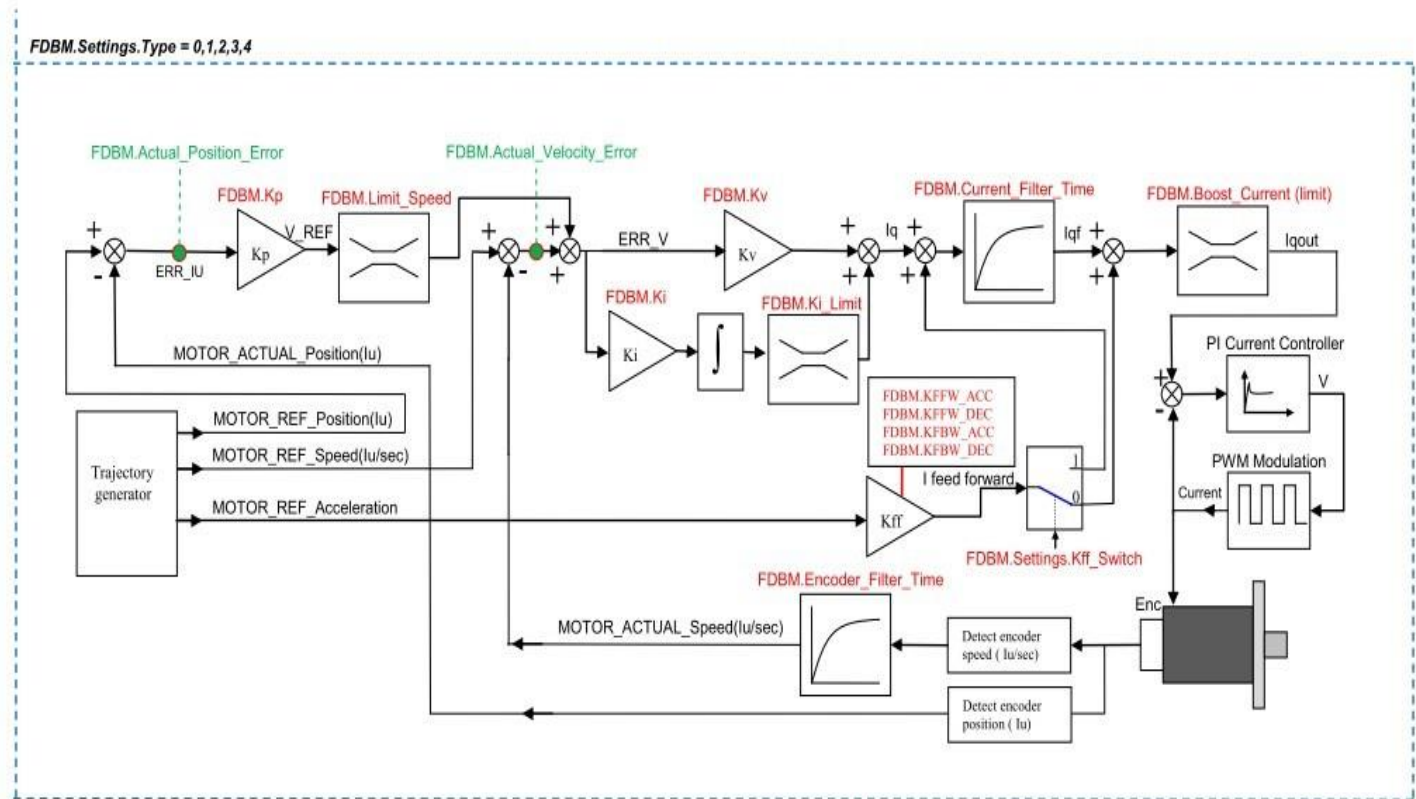 FDBM.Settings.Type = 0,1,2,3,4
FDBM.Actual_Position_Error
FDBM.Actual_Velocity_Error
FDBM.Kp
FDBM.Limit_Speed
FDBM.Kv
FDBM.Current_Filter_Time
FDBM.Boost_Current (limit)
+
-
ERR_IU
Kp
V_REF
+
-
+
+
ERR_V
Kv
+
+
Iq
+
+
Iqf
+
+
Iqout
FDBM.Ki
Ki
∫
FDBM.Ki_Limit
MOTOR_ACTUAL_Position(Iu)
PI Current Controller
+
-
V
Trajectory
generator
MOTOR_REF_Position(Iu)
MOTOR_REF_Speed(Iu/sec)
MOTOR_REF_Acceleration
FDBM.KFFW_ACC
FDBM.KFFW_DEC
FDBM.KFBW_ACC
FDBM.KFBW_DEC
I feed forward
Kff
1
0
FDBM.Settings.Kff_Switch
PWM Modulation
Current
FDBM.Encoder_Filter_Time
MOTOR_ACTUAL_Speed(Iu/sec)
Detect encoder
speed ( Iu/sec)
Enc
Detect encoder
position ( Iu)